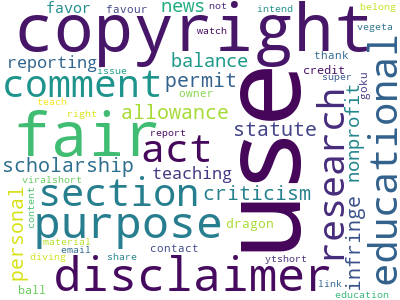 favor favour news not intend belong
copyright
watch
vegeta
reporting balance thank
issue credit
comment permit super
goku
owner
teach allowance
fair use
right
act statute
report
scholarship
viralshort teaching
research
nonprofit
educational
personal
content
section criticism
infringe
purpose dragon
diving material
email contact
share ytshort
disclaimer link
ball education